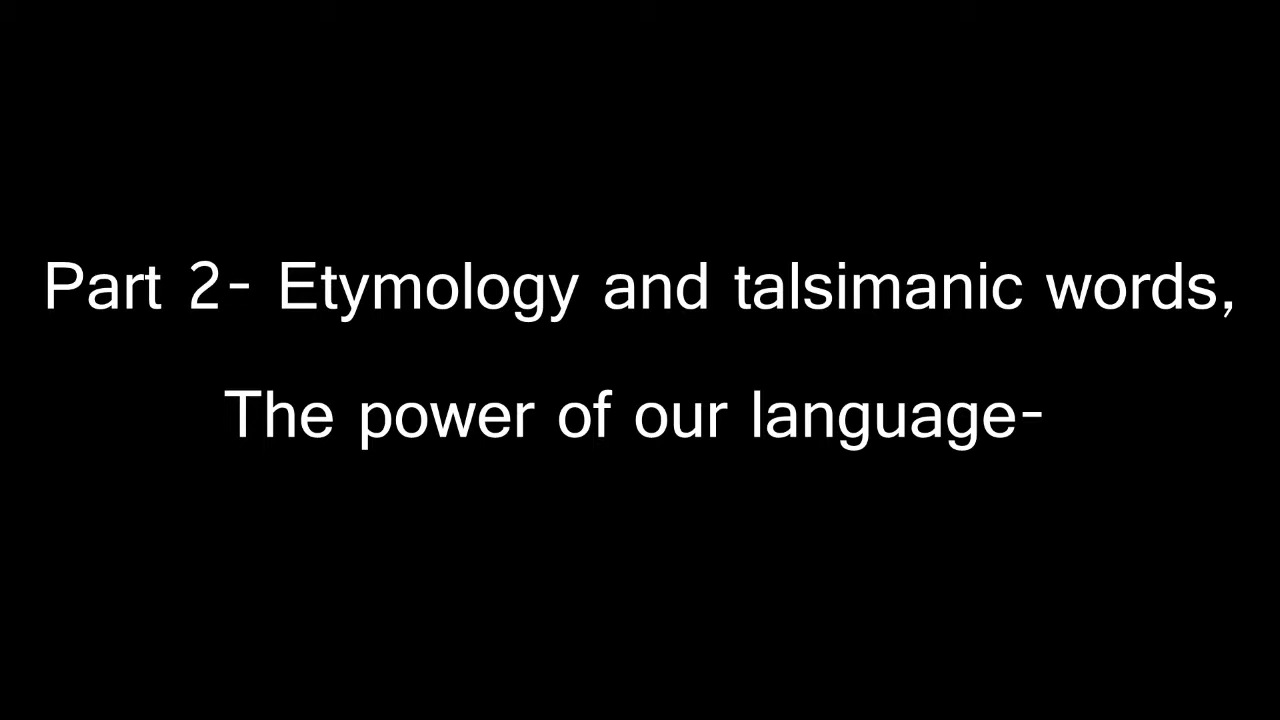 Part 2- Etymology and talsimanic words,
The power of our language-